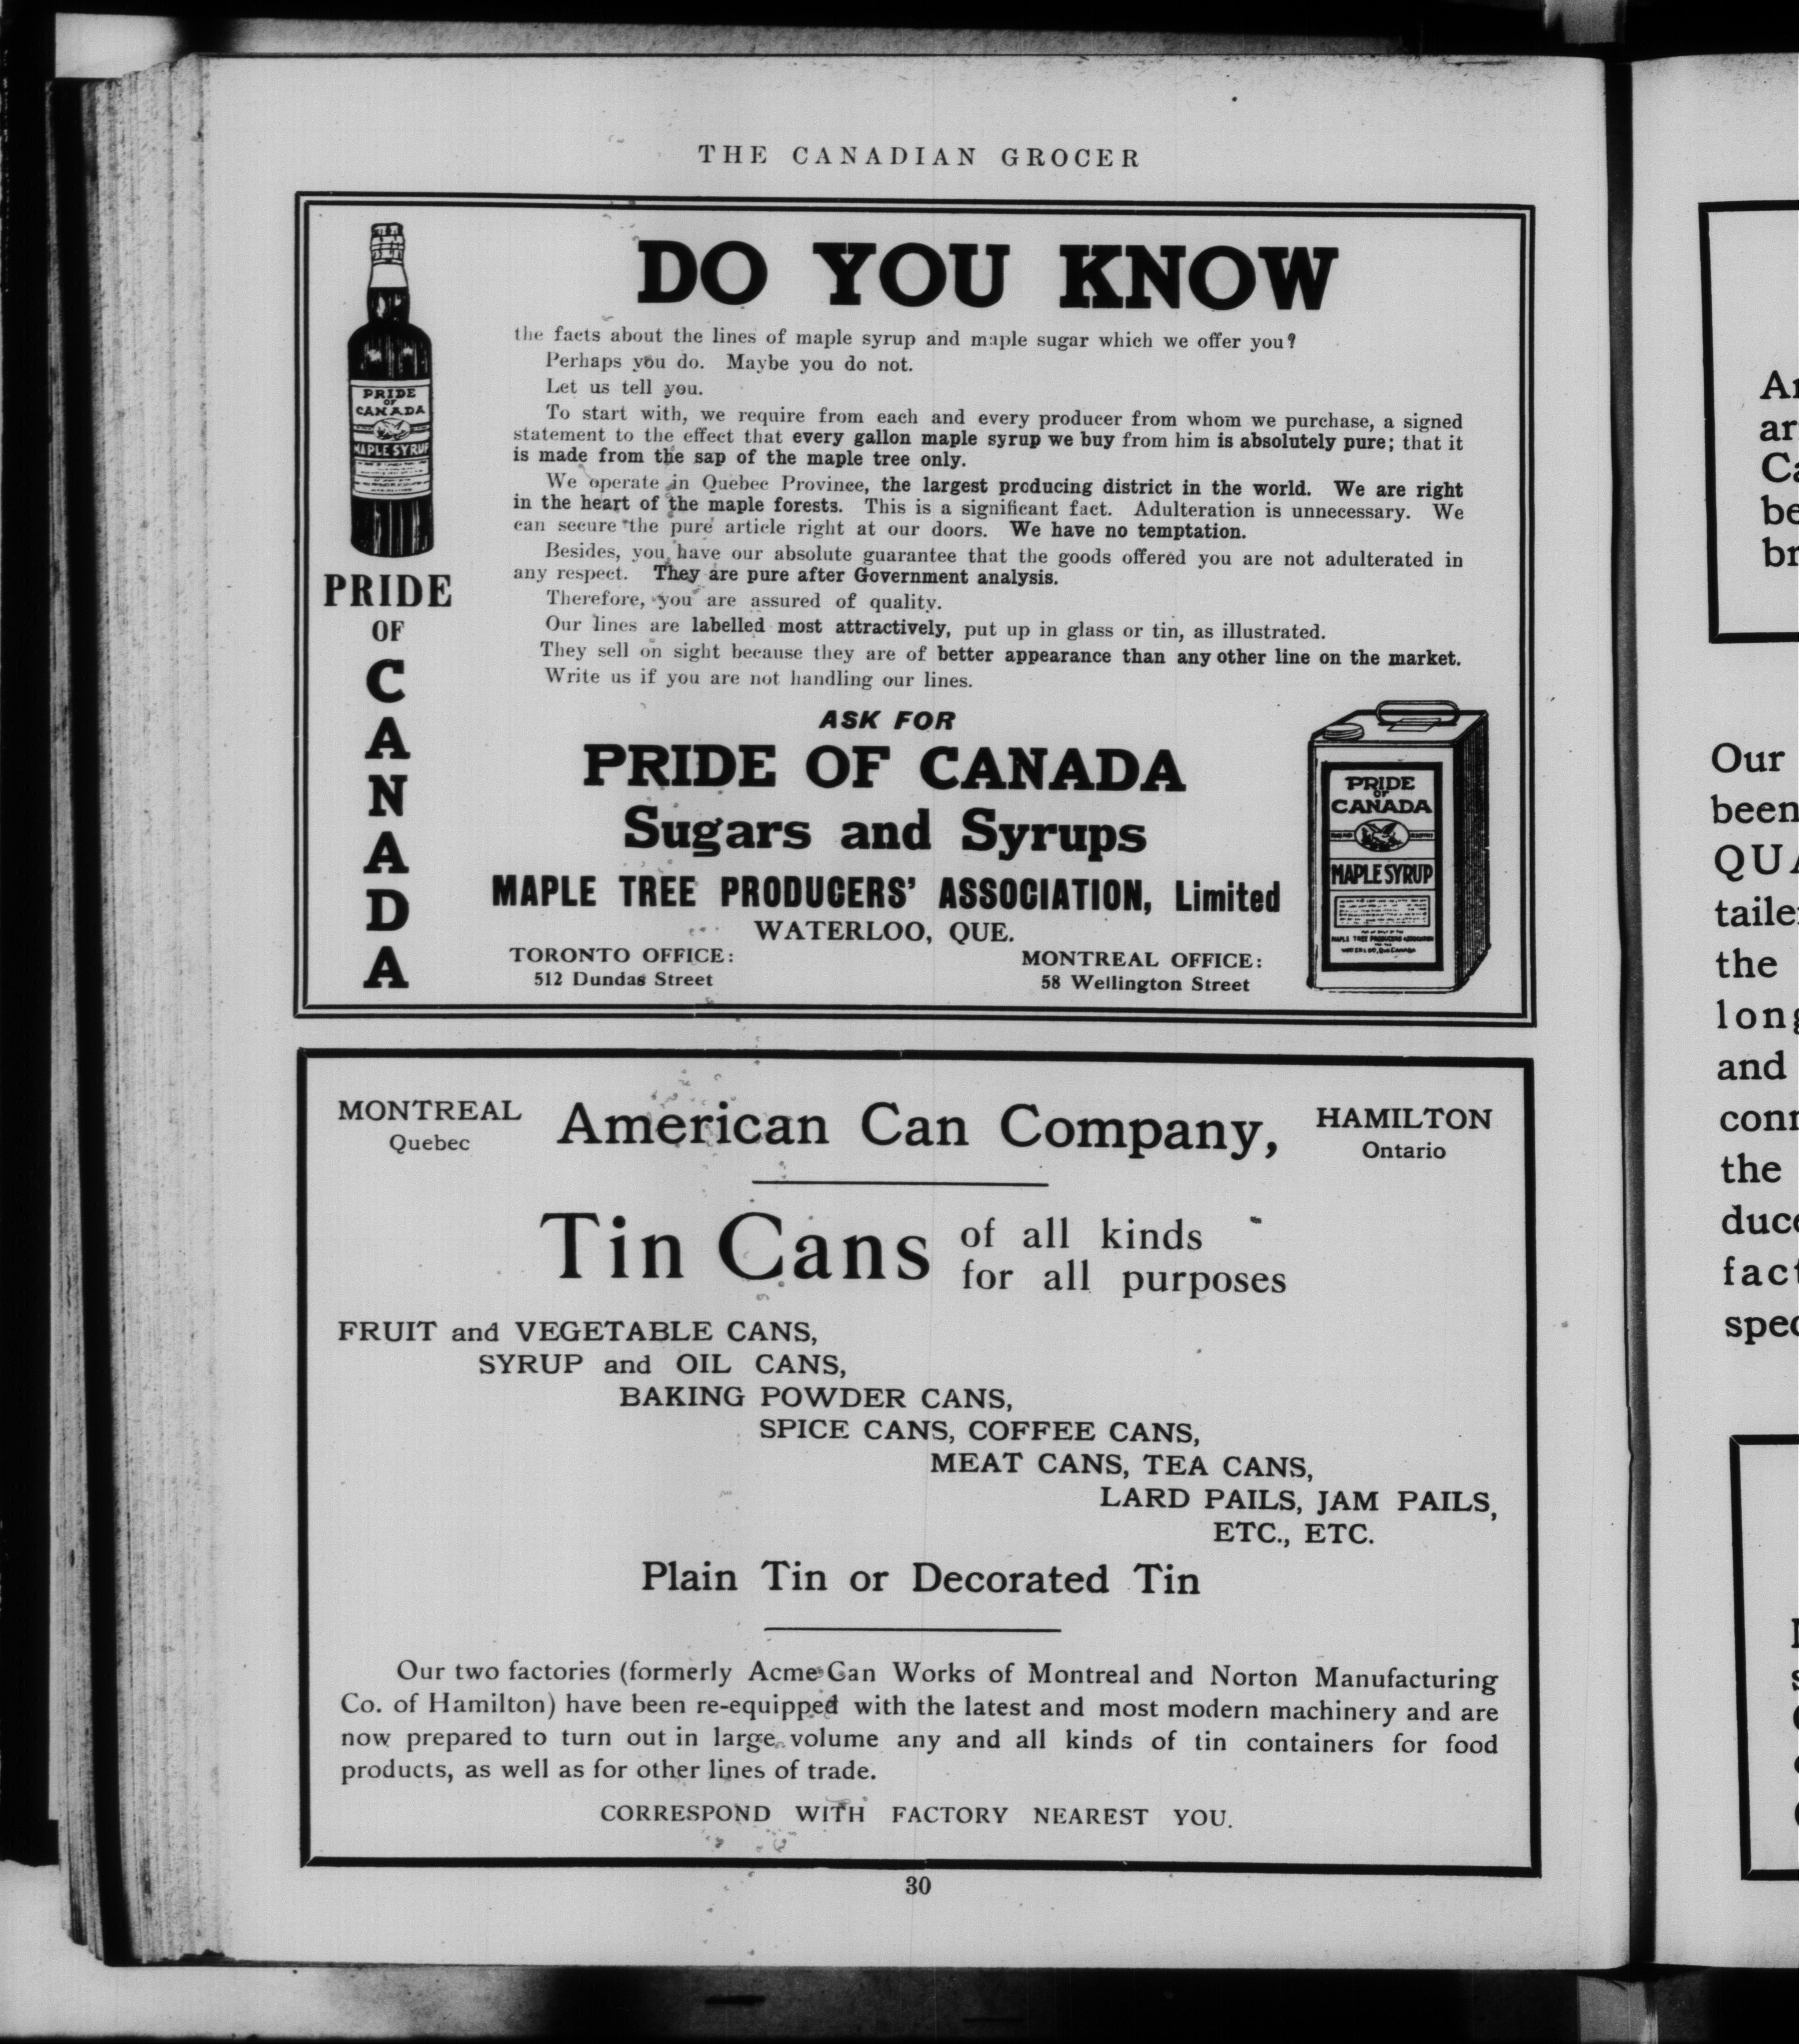 THE CANADIAN GROCER
DO YOU KNOW
the facts about the lines of maple syrup and maple sugar which we offer you?
Perhaps you do. Maybe you do not.
Let us tell you.
To start with, we require from each and every producer from whom we purchase, a signed
statement to the effect that every gallon maple syrup we buy from him is absolutely pure; that it
is made from the sap of the maple tree only.
We operate in Quebec Province, the largest producing district in the world. We are right
in the heart of the maple forests. This is a significant fact. Adulteration is unnecessary. We
can secure the pure article right at our doors. We have no temptation.
Besides, you have our absolute guarantee that the goods offered you are not adulterated in
any respect. They are pure after Government analysis.
Therefore, you are assured of quality.
Our lines are labelled most attractively, put up in glass or tin, as illustrated.
They sell on sight because they are of better appearance than any other line on the market.
Write us if you are not handling our lines.
PRIDE
OF
CANADA
MAPLE SYRUP
PRIDE
OF
C
A
N
A
D
A
ASK FOR
PRIDE OF CANADA
Sugars and Syrups
MAPLE TREE PRODUCERS' ASSOCIATION, Limited
WATERLOO, QUE.
TORONTO OFFICE:
512 Dundas Street
MONTREAL OFFICE:
58 Wellington Street
PRIDE
OF
CANADA
MAPLE SYRUP
MAPLE TREE PRODUCERS ASSOCIATION
WATERLOO, QUE. CANADA
MONTREAL
Quebec
American Can Company,
HAMILTON
Ontario
Tin Cans
of all kinds
for all purposes
FRUIT and VEGETABLE CANS,
SYRUP and OIL CANS,
BAKING POWDER CANS,
SPICE CANS, COFFEE CANS,
MEAT CANS, TEA CANS,
LARD PAILS, JAM PAILS,
ETC., ETC.
Plain Tin or Decorated Tin
Our two factories (formerly Acme Can Works of Montreal and Norton Manufacturing
Co. of Hamilton) have been re-equipped with the latest and most modern machinery and are
now prepared to turn out in large volume any and all kinds of tin containers for food
products, as well as for other lines of trade.
CORRESPOND WITH FACTORY NEAREST YOU.
30
Our
been
the
and
the